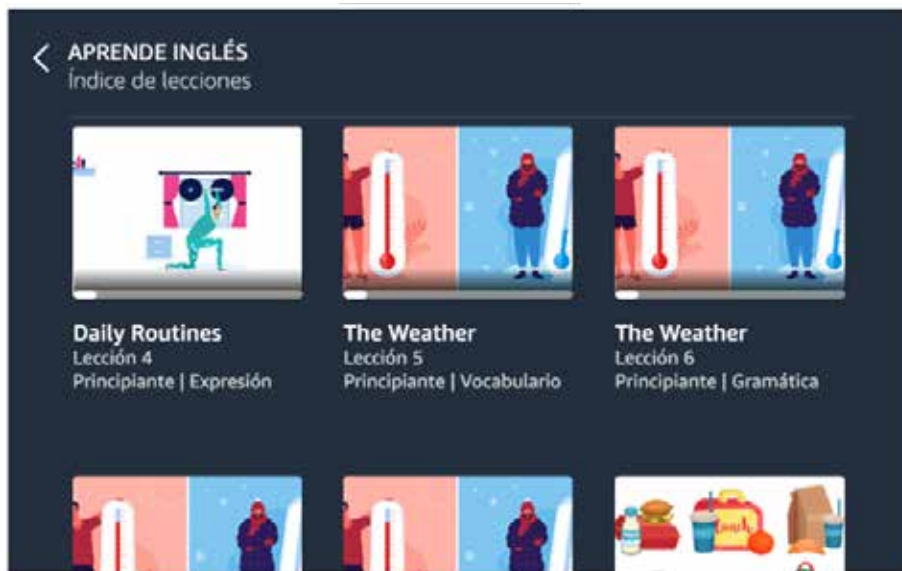 APRENDE INGLÉS
Índice de lecciones
Daily Routines
Lección 4
Principiante | Expresión
The Weather
Lección 5
Principiante | Vocabulario
The Weather
Lección 6
Principiante | Gramática
Lunch